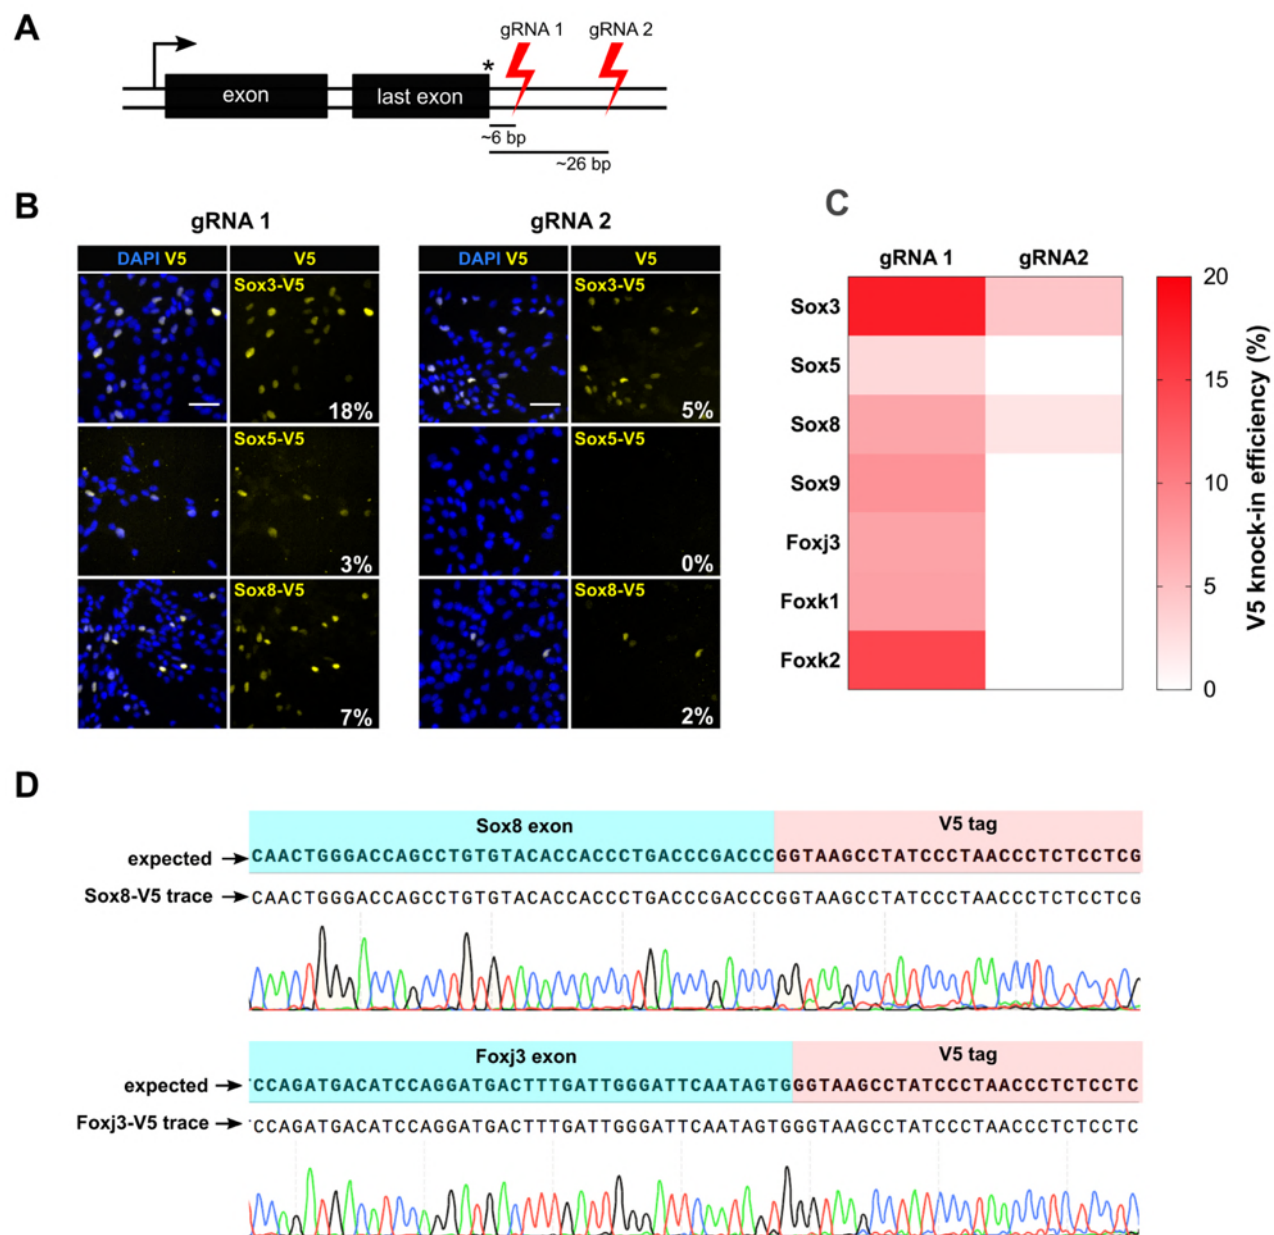 A
gRNA 1
gRNA 2
*
exon
last exon
~6 bp
~26 bp
B
gRNA 1
gRNA 2
DAPI V5
V5
DAPI V5
V5
Sox3-V5
18%
Sox3-V5
5%
Sox5-V5
3%
Sox5-V5
0%
Sox8-V5
7%
Sox8-V5
2%
C
gRNA 1
gRNA2
Sox3
Sox5
Sox8
Sox9
Foxj3
Foxk1
Foxk2
20
15
10
5
0
V5 knock-in efficiency (%)
D
Sox8 exon
V5 tag
expected
CAACTGGGACCAGCCTGTGTACACCACCCTGACCCGACCCGGTAAGCCTATCCCTAACCCTCTCCTCG
Sox8-V5 trace
CAACTGGGACCAGCCTGTGTACACCACCCTGACCCGACCCGGTAAGCCTATCCCTAACCCTCTCCTCG
Foxj3 exon
V5 tag
expected
CCAGATGACATCCAGGATGACTTTGATTGGGATTCAATAGTGGGTAAGCCTATCCCTAACCCTCTCCTC
Foxj3-V5 trace
CCAGATGACATCCAGGATGACTTTGATTGGGATTCAATAGTGGGTAAGCCTATCCCTAACCCTCTCCTC